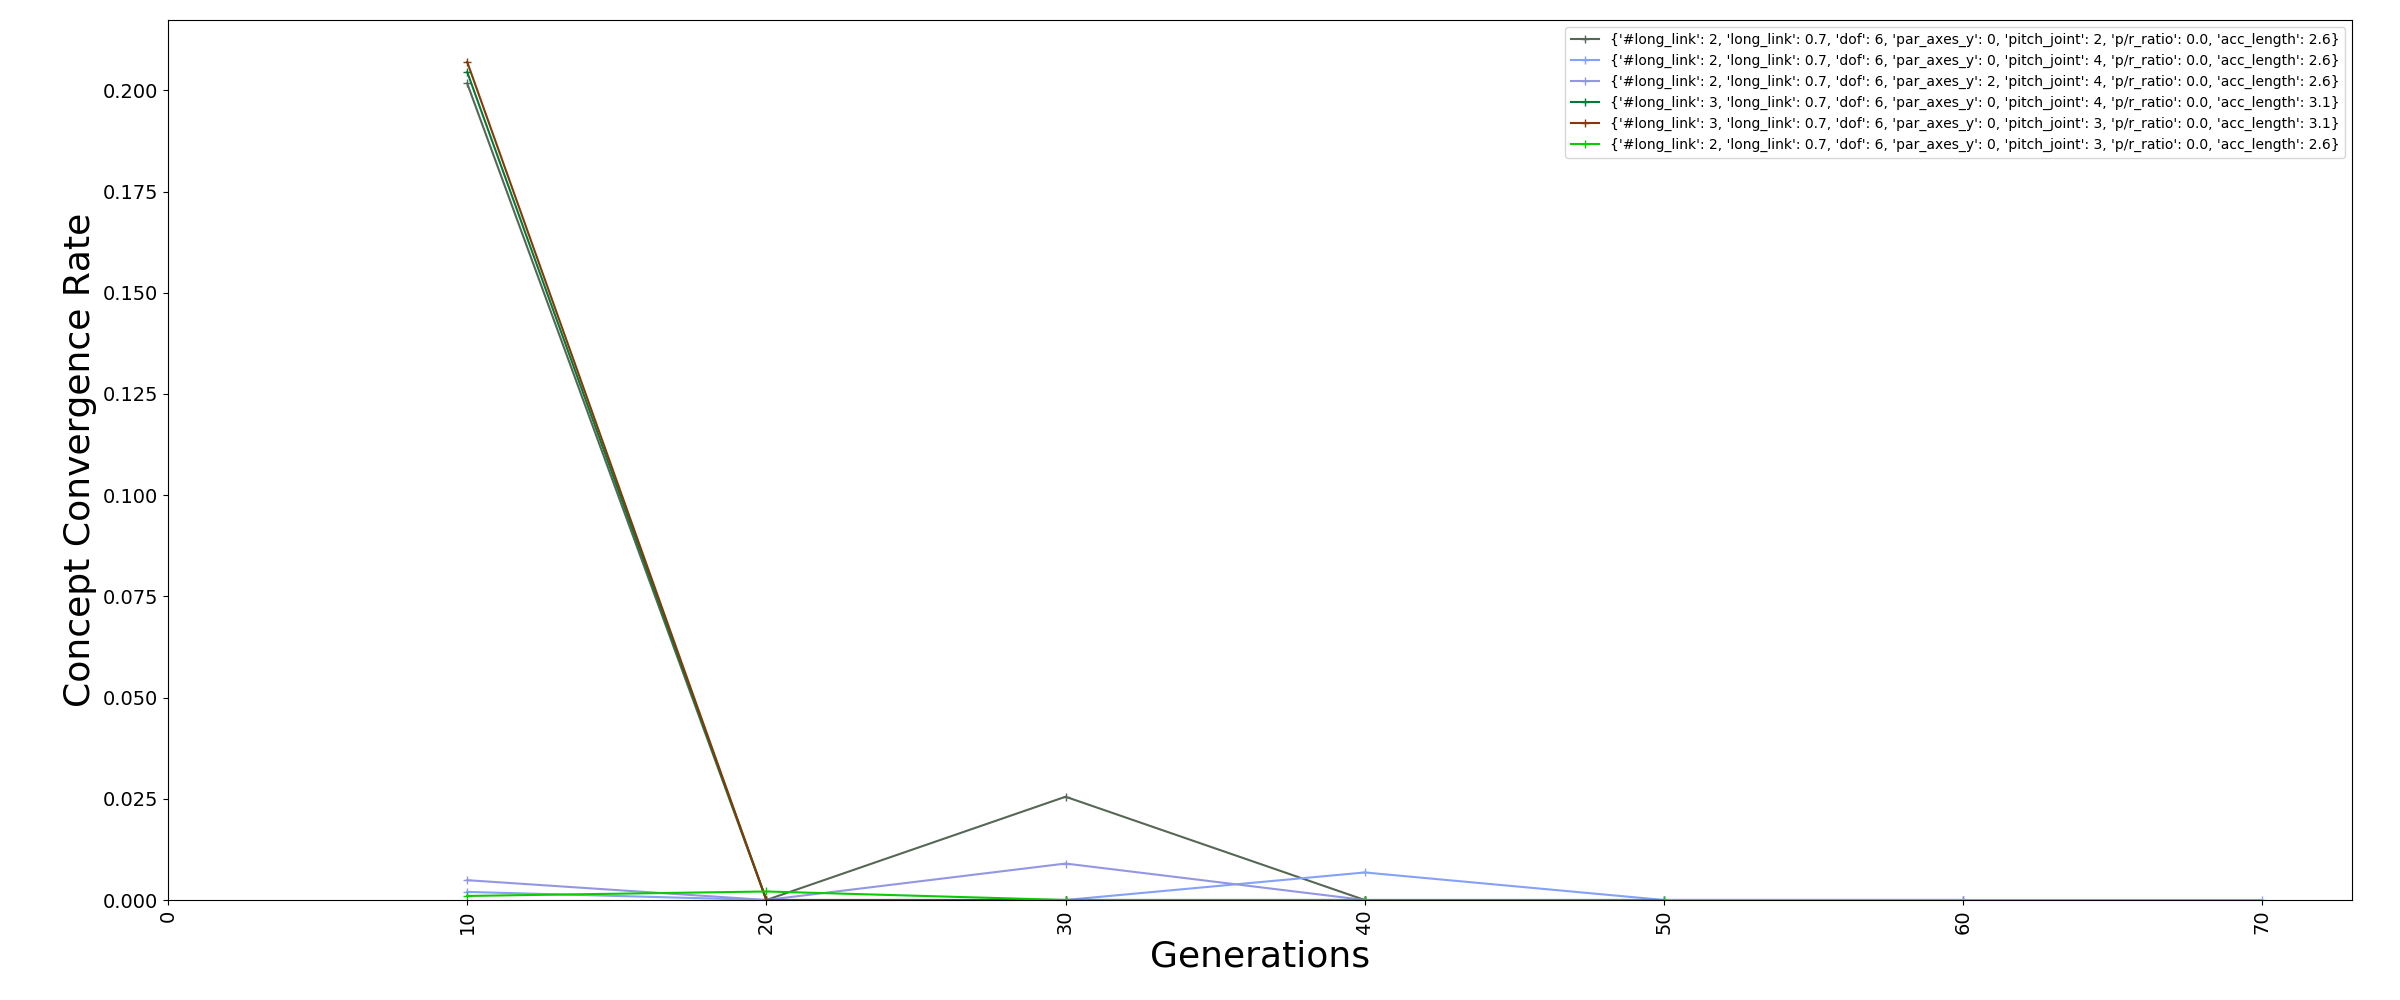 {'#long_link': 2, 'long_link': 0.7, 'dof': 6, 'par_axes_y': 0, 'pitch_joint': 2, 'p/r_ratio': 0.0, 'acc_length': 2.6}
{'#long_link': 2, 'long_link': 0.7, 'dof': 6, 'par_axes_y': 0, 'pitch_joint': 4, 'p/r_ratio': 0.0, 'acc_length': 2.6}
{'#long_link': 2, 'long_link': 0.7, 'dof': 6, 'par_axes_y': 2, 'pitch_joint': 4, 'p/r_ratio': 0.0, 'acc_length': 2.6}
{'#long_link': 3, 'long_link': 0.7, 'dof': 6, 'par_axes_y': 0, 'pitch_joint': 4, 'p/r_ratio': 0.0, 'acc_length': 3.1}
{'#long_link': 3, 'long_link': 0.7, 'dof': 6, 'par_axes_y': 0, 'pitch_joint': 3, 'p/r_ratio': 0.0, 'acc_length': 3.1}
{'#long_link': 2, 'long_link': 0.7, 'dof': 6, 'par_axes_y': 0, 'pitch_joint': 3, 'p/r_ratio': 0.0, 'acc_length': 2.6}
Concept Convergence Rate
0.200
0.175
0.150
0.125
0.100
0.075
0.050
0.025
0.000
0
10
20
30
40
50
60
70
Generations